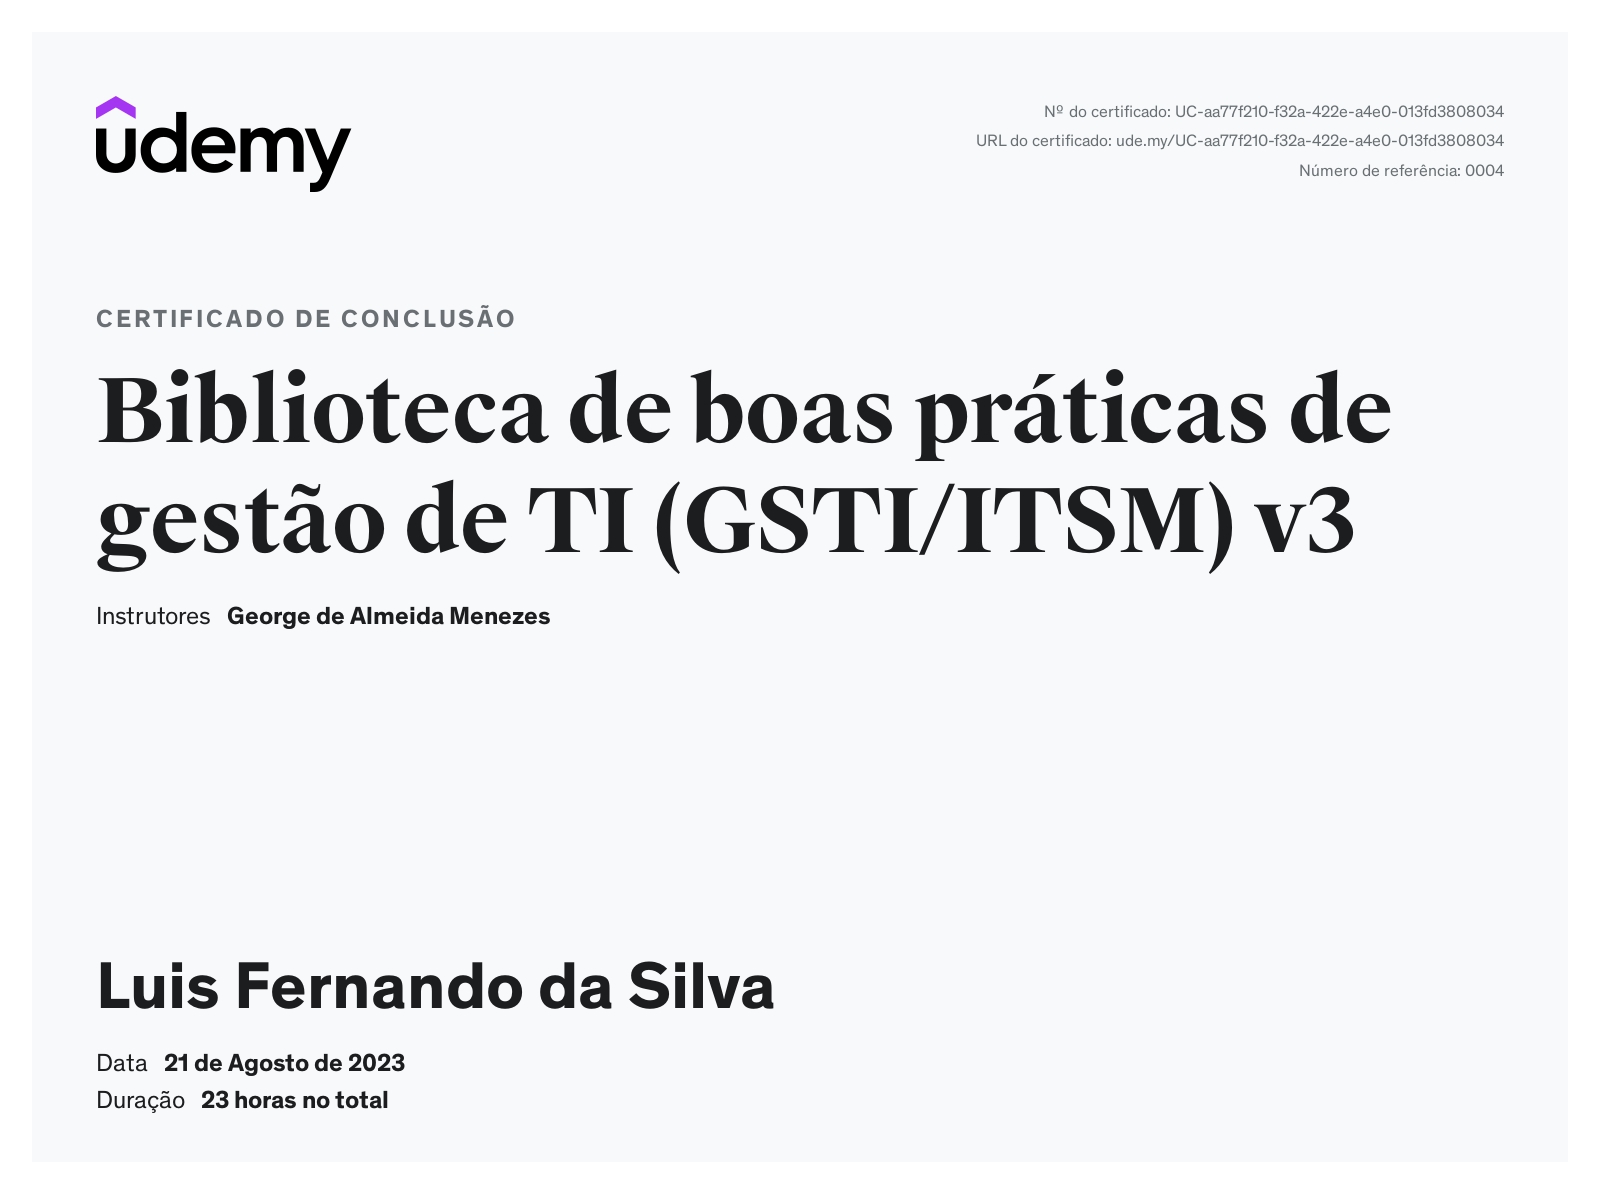 udemy
Nº do certificado: UC-aa77f210-f32a-422e-a4e0-013fd3808034
URL do certificado: ude.my/UC-aa77f210-f32a-422e-a4e0-013fd3808034
Número de referência: 0004
CERTIFICADO DE CONCLUSÃO
Biblioteca de boas práticas de
gestão de TI (GSTI/ITSM) v3
Instrutores George de Almeida Menezes
Luis Fernando da Silva
Data 21 de Agosto de 2023
Duração 23 horas no total